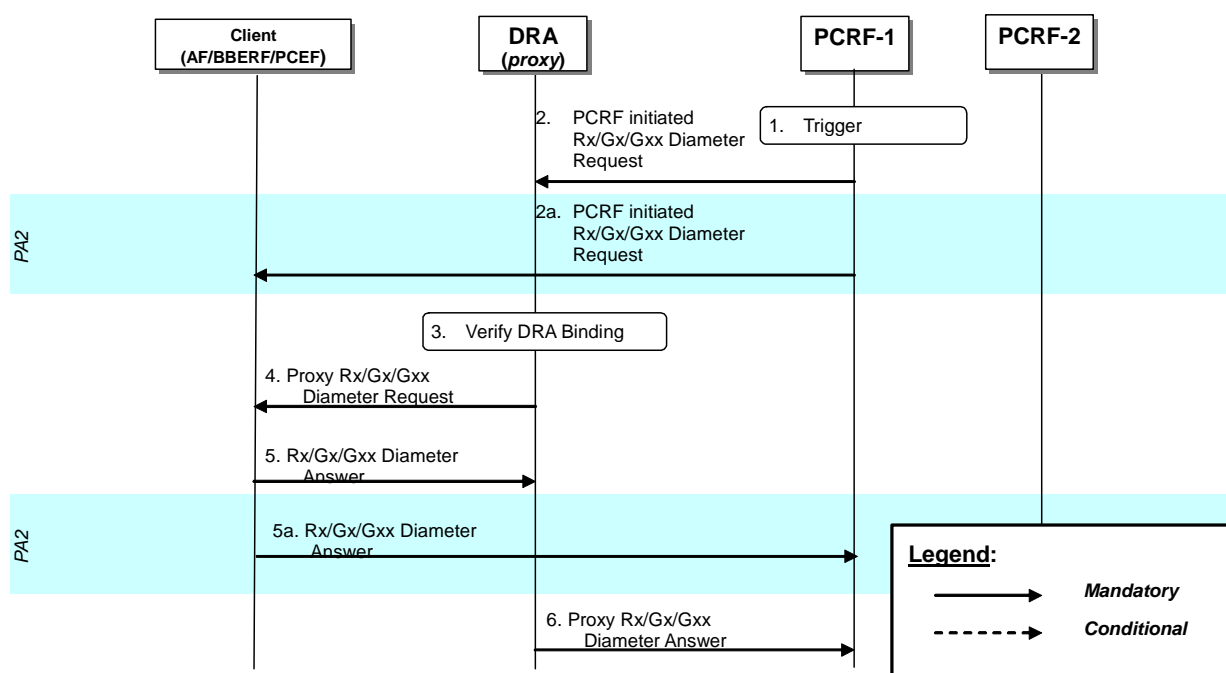 Client
(AF/BBERF/PCEF)
DRA
(proxy)
PCRF-1
PCRF-2
1. Trigger
2. PCRF initiated
Rx/Gx/Gxx Diameter
Request
PA2
2a. PCRF initiated
Rx/Gx/Gxx Diameter
Request
3. Verify DRA Binding
4. Proxy Rx/Gx/Gxx
Diameter Request
5. Rx/Gx/Gxx Diameter
Answer
PA2
5a. Rx/Gx/Gxx Diameter
Answer
6. Proxy Rx/Gx/Gxx
Diameter Answer
Legend:
Mandatory
Conditional